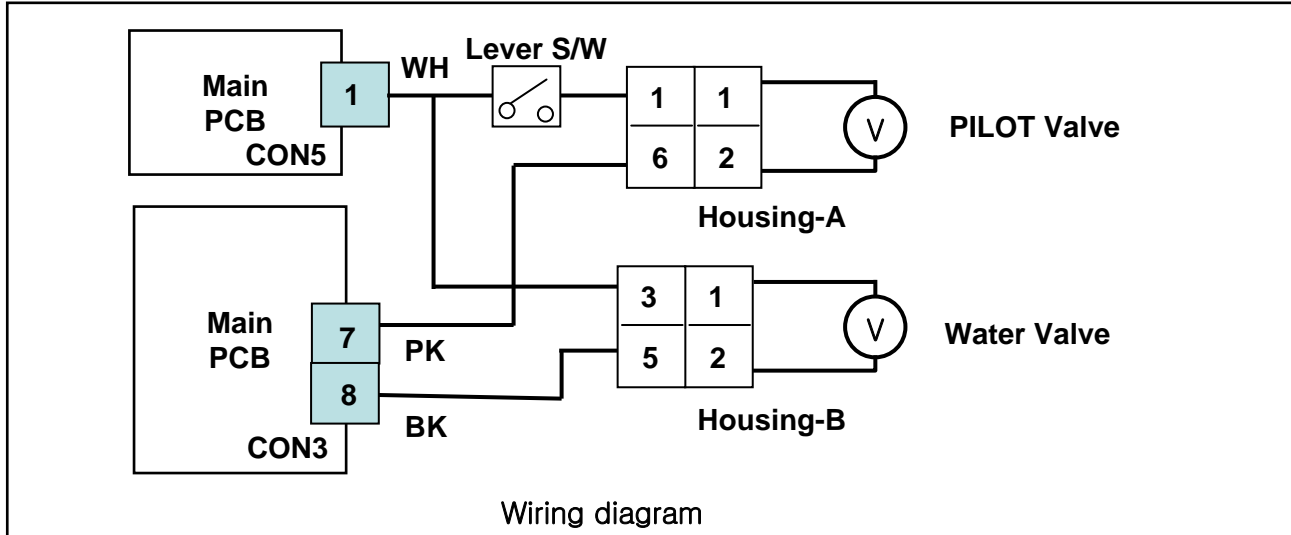 Lever S/W
Main
PCB
1
WH
CON5
1 1
6 2
V
PILOT Valve
Housing-A
Main
PCB
7
PK
8
BK
CON3
3 1
5 2
V
Water Valve
Housing-B
Wiring diagram